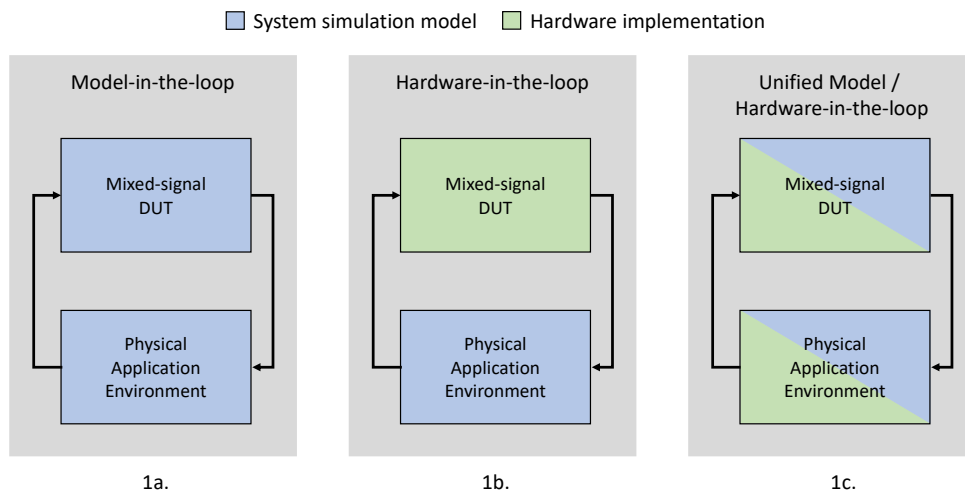 System simulation model
Hardware implementation
Model-in-the-loop
Mixed-signal
DUT
Physical
Application
Environment
1a.
Hardware-in-the-loop
Mixed-signal
DUT
Physical
Application
Environment
1b.
Unified Model /
Hardware-in-the-loop
Mixed-signal
DUT
Physical
Application
Environment
1c.